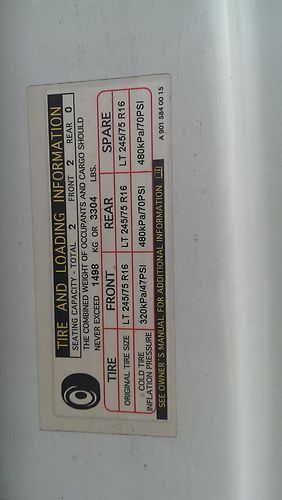 TIRE AND LOADING INFORMATION
SEATING CAPACITY - TOTAL 2 FRONT 2 REAR 0
THE COMBINED WEIGHT OF OCCUPANTS AND CARGO SHOULD
NEVER EXCEED 1498 KG OR 3304 LBS.
TIRE FRONT REAR SPARE
ORIGINAL TIRE SIZE LT 245/75 R16 LT 245/75 R16 LT 245/75 R16
COLD TIRE INFLATION PRESSURE 320kPa/47PSI 480kPa/70PSI 480kPa/70PSI
SEE OWNER´S MANUAL FOR ADDITIONAL INFORMATION
A 901 584 00 15